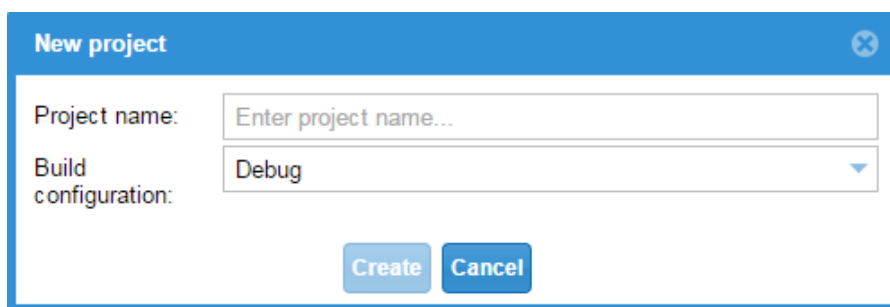 New project
Project name:
Enter project name...
Build
configuration:
Debug
Create
Cancel